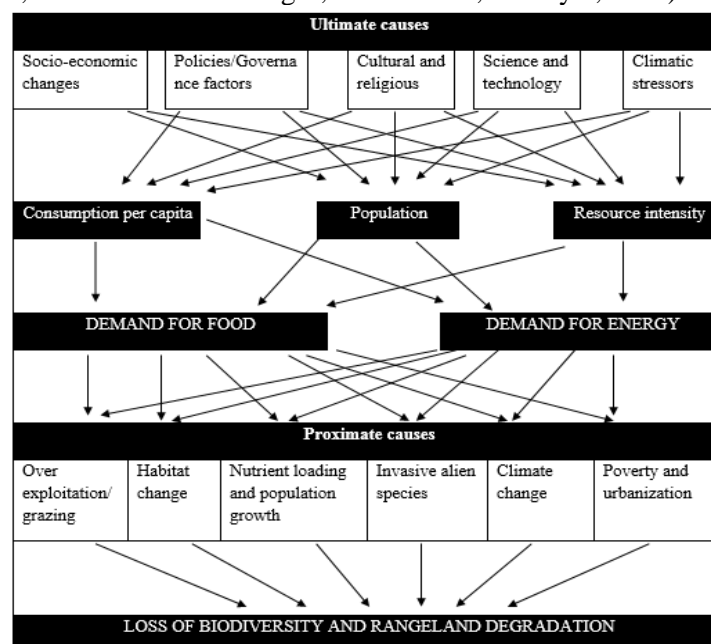 Ultimate causes
Socio-economic
changes
Policies/Governa
nce factors
Cultural and
religious
Science and
technology
Climatic
stressors
Consumption per capita
Population
Resource intensity
DEMAND FOR FOOD
DEMAND FOR ENERGY
Proximate causes
Over
exploitation/
grazing
Habitat
change
Nutrient loading
and population
growth
Invasive alien
species
Climate
change
Poverty and
urbanization
LOSS OF BIODIVERSITY AND RANGELAND DEGRADATION